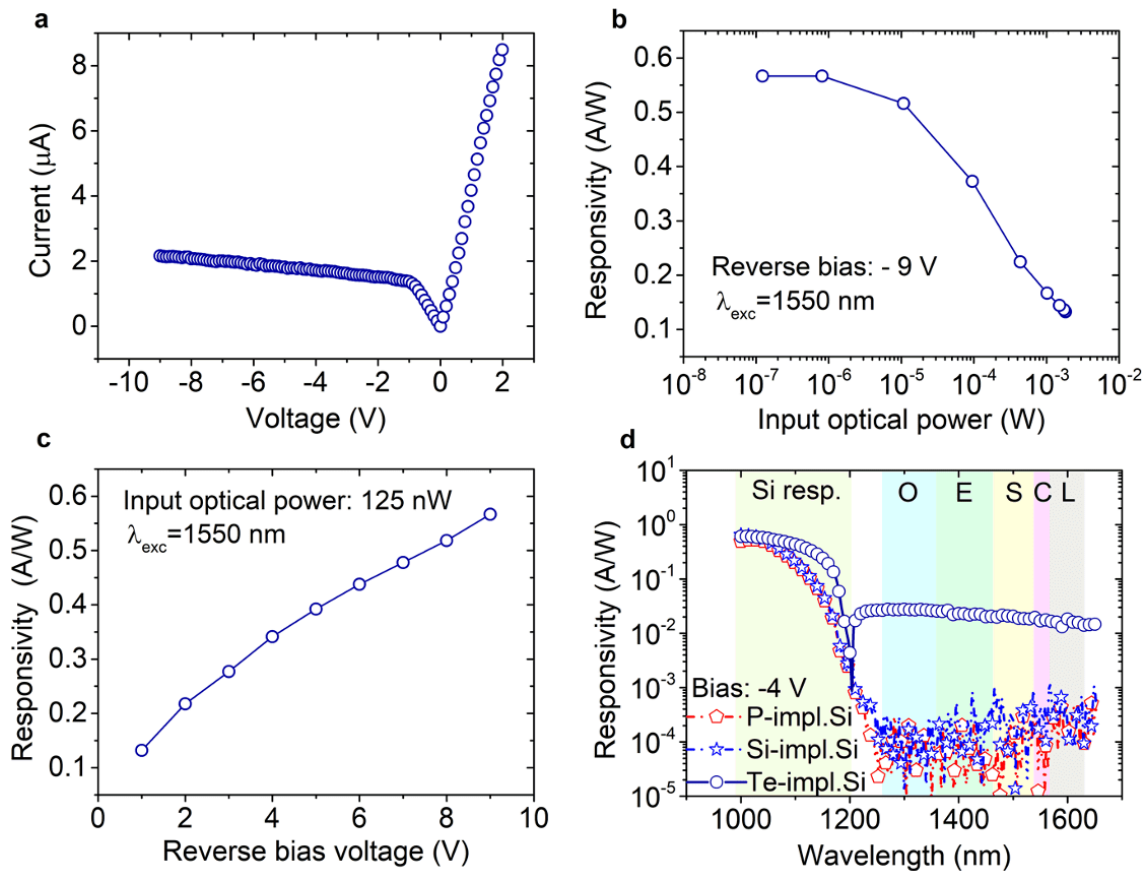 a
8
6
4
2
0
Current (μA)
-10 -8 -6 -4 -2 0 2
Voltage (V)
b
0.6
0.5
0.4
0.3
0.2
0.1
Responsivity (A/W)
Reverse bias: - 9 V
λexc=1550 nm
10-8 10-7 10-6 10-5 10-4 10-3 10-2
Input optical power (W)
c
0.6
0.5
0.4
0.3
0.2
0.1
Responsivity (A/W)
Input optical power: 125 nW
λexc=1550 nm
0 2 4 6 8 10
Reverse bias voltage (V)
d
101
100
10-1
10-2
10-3
10-4
10-5
Responsivity (A/W)
Si resp. O E S C L
Bias: -4 V
P-impl.Si
Si-impl.Si
Te-impl.Si
1000 1200 1400 1600
Wavelength (nm)